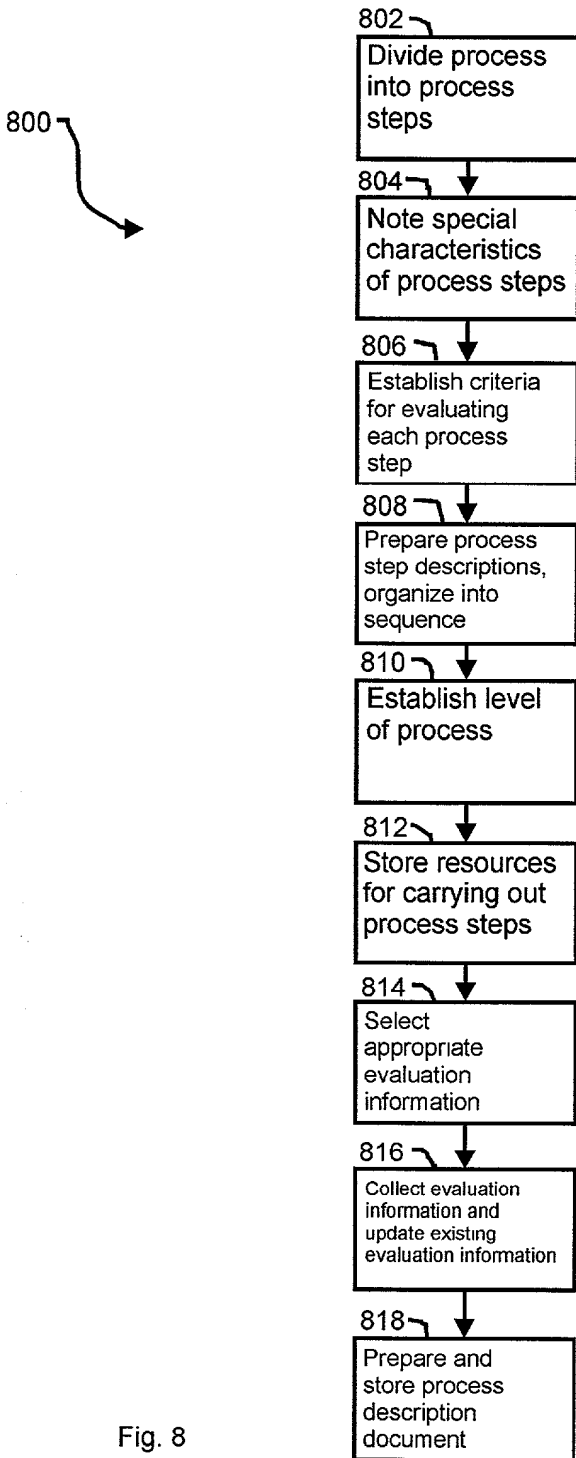 802
Divide process
into process
steps
800
804
Note special
characteristics
of process steps
806
Establish criteria
for evaluating
each process
step
808
Prepare process
step descriptions,
organize into
sequence
810
Establish level
of process
812
Store resources
for carrying out
process steps
814
Select
appropriate
evaluation
information
816
Collect evaluation
information and
update existing
evaluation information
818
Prepare and
store process
description
document
Fig. 8